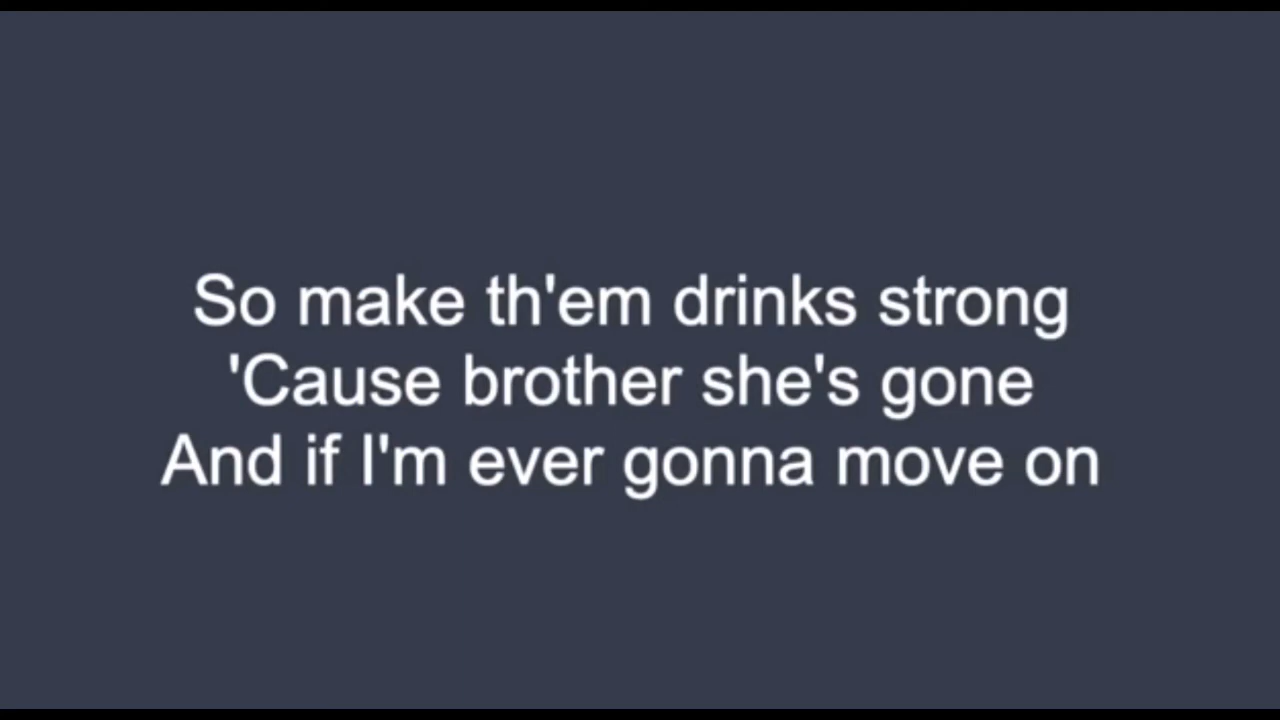 So make th'em drinks strong
'Cause brother she's gone
And if I'm ever gonna move on